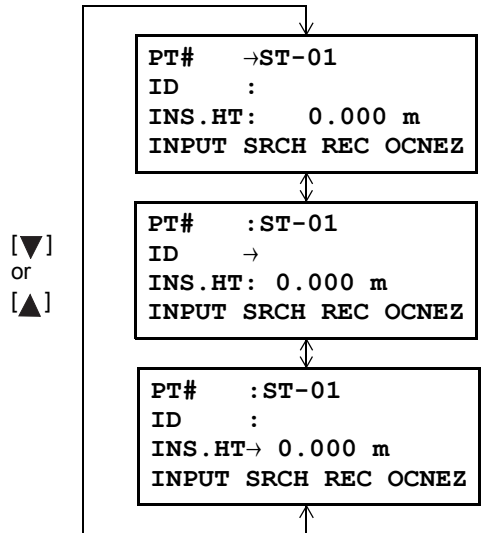 PT# →ST-01
ID :
INS.HT: 0.000 m
INPUT SRCH REC OCNEZ
[▼]
or
[▲]
PT# :ST-01
ID →
INS.HT: 0.000 m
INPUT SRCH REC OCNEZ
PT# :ST-01
ID :
INS.HT→ 0.000 m
INPUT SRCH REC OCNEZ